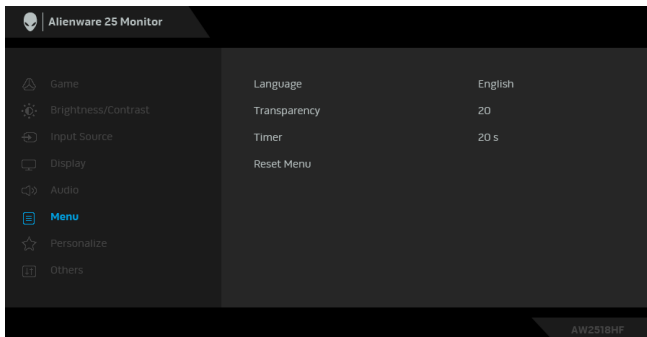 Alienware 25 Monitor
Game
Language English
Brightness/Contrast
Transparency 20
Input Source
Timer 20 s
Display
Reset Menu
Audio
Menu
Personalize
Others
AW2518HF